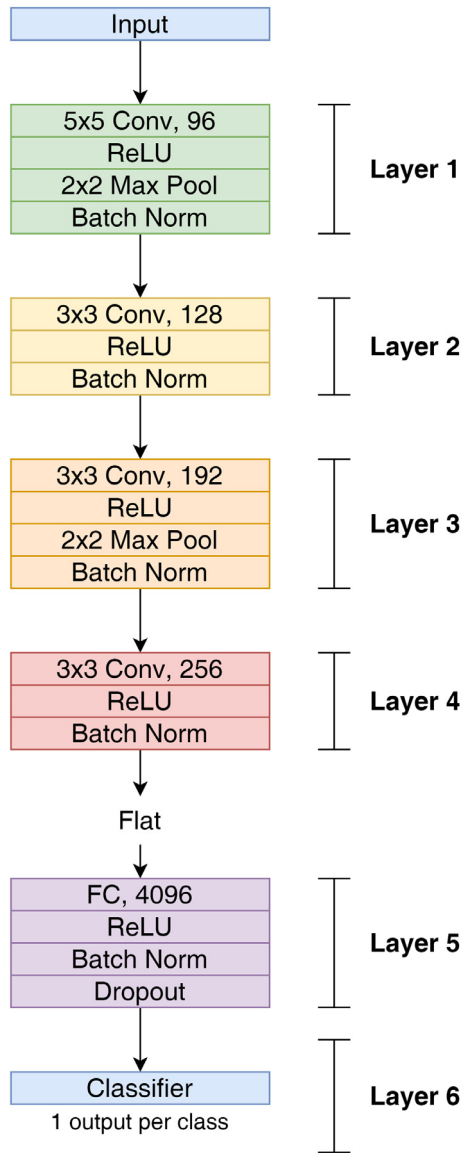 Input
5x5 Conv, 96
ReLU
2x2 Max Pool
Batch Norm
Layer 1
3x3 Conv, 128
ReLU
Batch Norm
Layer 2
3x3 Conv, 192
ReLU
2x2 Max Pool
Batch Norm
Layer 3
3x3 Conv, 256
ReLU
Batch Norm
Layer 4
Flat
FC, 4096
ReLU
Batch Norm
Dropout
Layer 5
Classifier
1 output per class
Layer 6